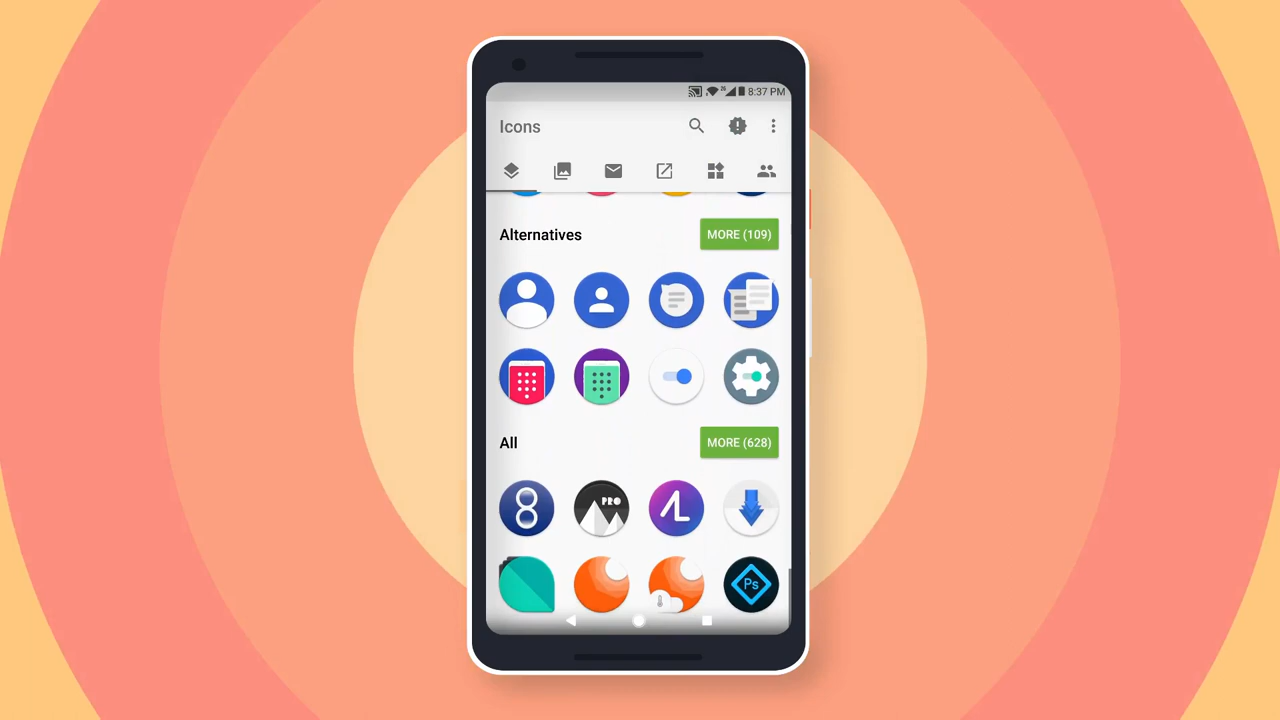 8:37 PM
Icons
Alternatives
MORE (109)
All
MORE (628)
PRO
Ps